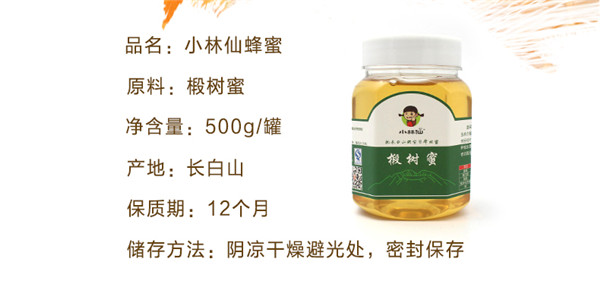 品名：小林仙蜂蜜
原料：椴树蜜
净含量：500g/罐
产地：长白山
保质期：12个月
储存方法：阴凉干燥避光处，密封保存
小林仙
椴树蜜